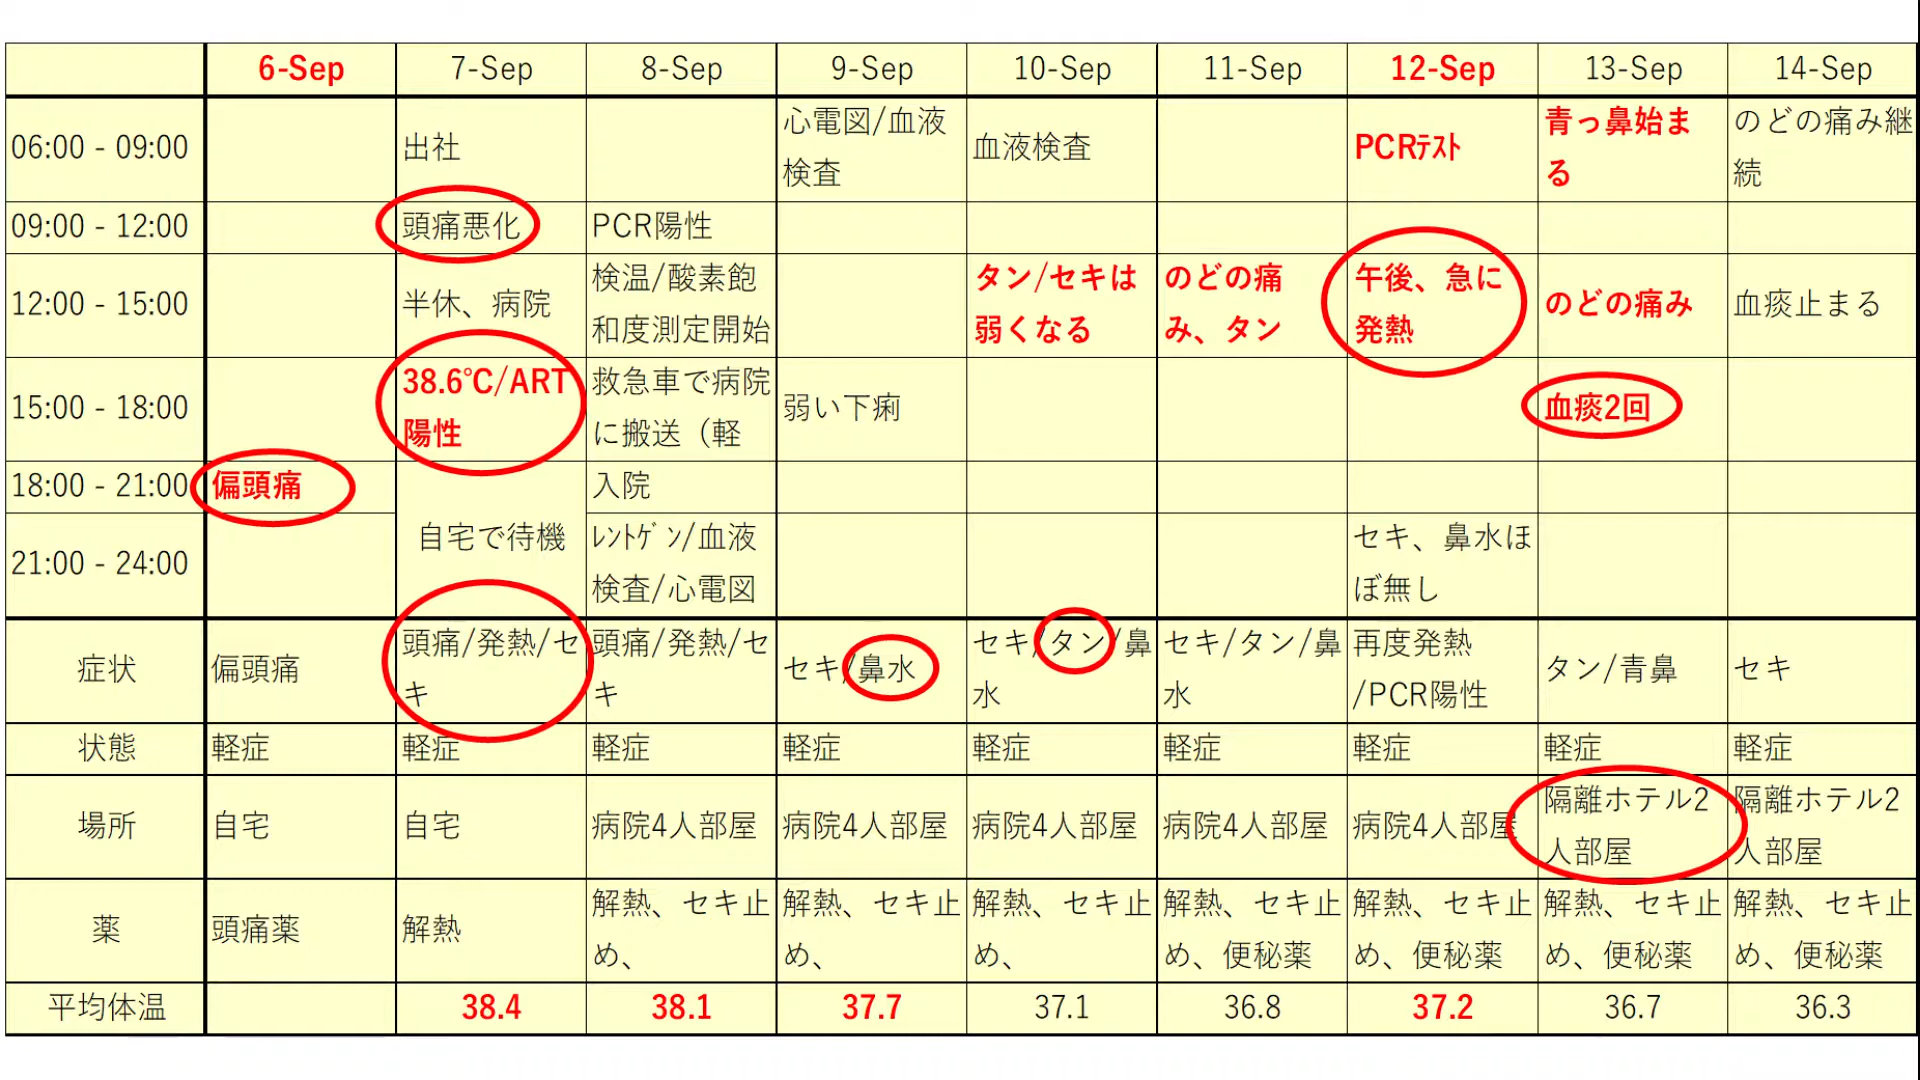 6-Sep 7-Sep 8-Sep 9-Sep 10-Sep 11-Sep 12-Sep 13-Sep 14-Sep
06:00 - 09:00
出社
心電図/血液
検査
血液検査
PCRﾃｽﾄ
青っ鼻始ま
る
のどの痛み継
続
09:00 - 12:00
頭痛悪化
PCR陽性
12:00 - 15:00
半休、病院
検温/酸素飽
和度測定開始
タン/セキは
弱くなる
のどの痛
み、タン
午後、急に
発熱
のどの痛み
血痰止まる
15:00 - 18:00
38.6℃/ART
陽性
救急車で病院
に搬送（軽
弱い下痢
血痰2回
18:00 - 21:00
偏頭痛
自宅で待機
入院
21:00 - 24:00
ﾚﾝﾄｹﾞﾝ/血液
検査/心電図
セキ、鼻水ほ
ぼ無し
症状
偏頭痛
頭痛/発熱/セ
キ
頭痛/発熱/セ
キ
セキ/鼻水
セキ/タン/鼻
水
セキ/タン/鼻
水
再度発熱
/PCR陽性
タン/青鼻
セキ
状態
軽症
軽症
軽症
軽症
軽症
軽症
軽症
軽症
軽症
場所
自宅
自宅
病院4人部屋
病院4人部屋
病院4人部屋
病院4人部屋
病院4人部屋
隔離ホテル2
人部屋
隔離ホテル2
人部屋
薬
頭痛薬
解熱
解熱、セキ止
め、
解熱、セキ止
め、
解熱、セキ止
め、
解熱、セキ止
め、便秘薬
解熱、セキ止
め、便秘薬
解熱、セキ止
め、便秘薬
解熱、セキ止
め、便秘薬
平均体温 38.4 38.1 37.7 37.1 36.8 37.2 36.7 36.3